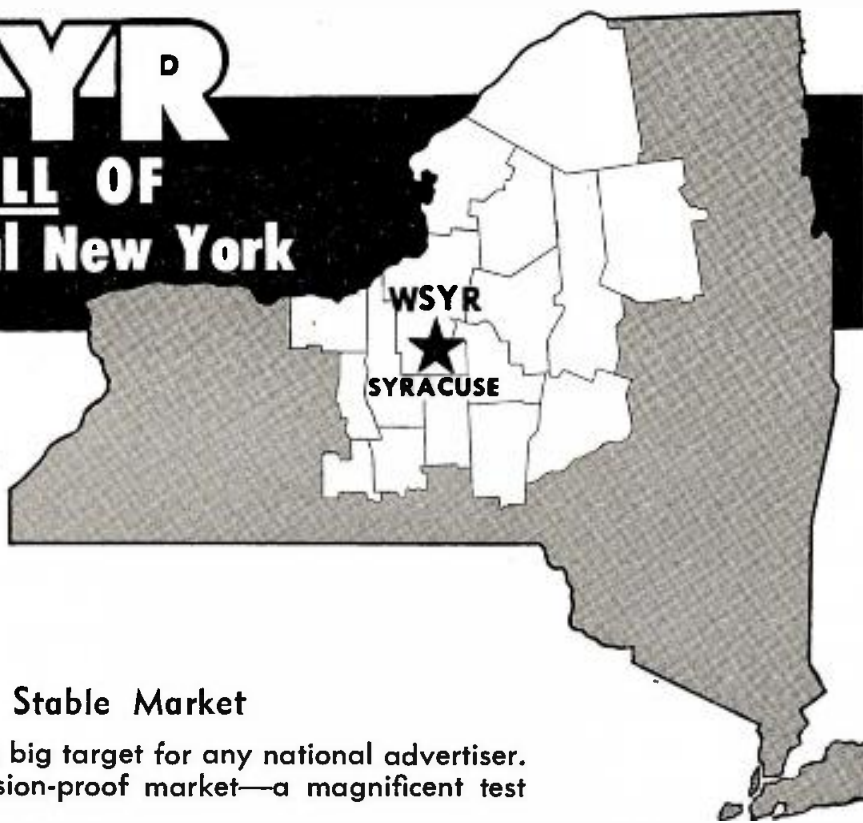 YR
LL OF
l New York
WSYR
SYRACUSE
Stable Market
big target for any national advertiser.
sion-proof market—a magnificent test